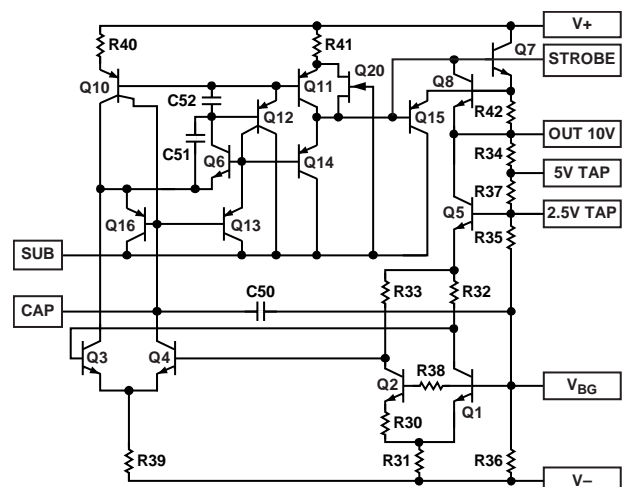 V+
R40
R41
Q7
STROBE
Q20
Q10
Q11
Q8
C52
R42
Q12
Q15
OUT 10V
C51
R34
Q6
Q14
5V TAP
R37
Q5
2.5V TAP
Q16
Q13
R35
SUB
C50
R33
R32
CAP
Q3
Q4
R38
Q2
VBG
Q1
R30
R39
R31
R36
V–